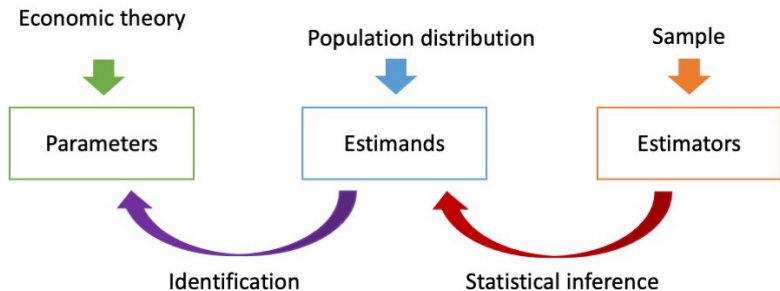 Economic theory
Population distribution
Sample
Parameters
Estimands
Estimators
Identification
Statistical inference